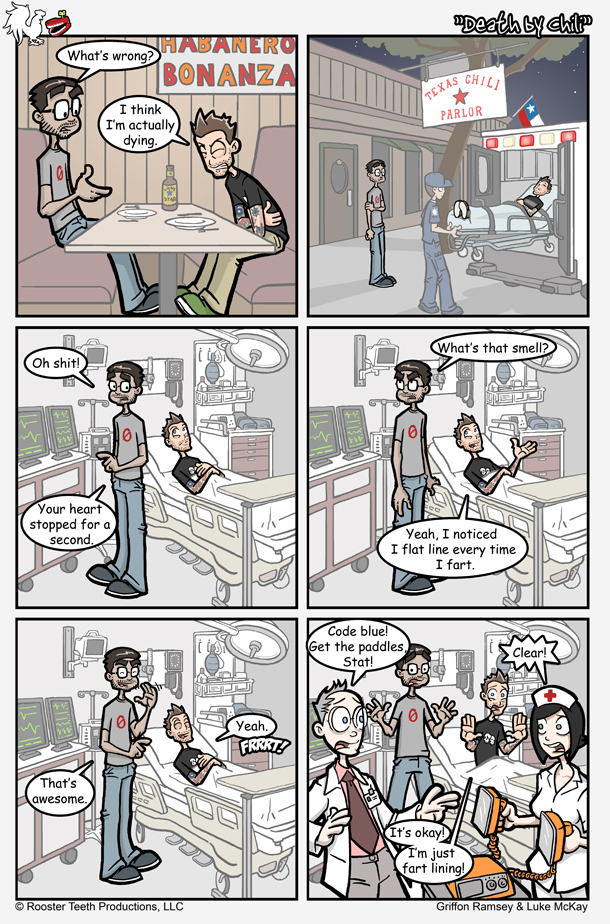 "Death by Chili"
HABANERO
BONANZA
What's wrong?
I think
I'm actually
dying.
TEXAS CHILI
PARLOR
Oh shit!
Your heart
stopped for a
second.
What's that smell?
Yeah, I noticed
I flat line every time
I fart.
Yeah.
FRRRT!
That's
awesome.
Code blue!
Get the paddles,
Stat!
Clear!
It's okay!
I'm just
fart lining!
© Rooster Teeth Productions, LLC
Griffon Ramsey & Luke McKay